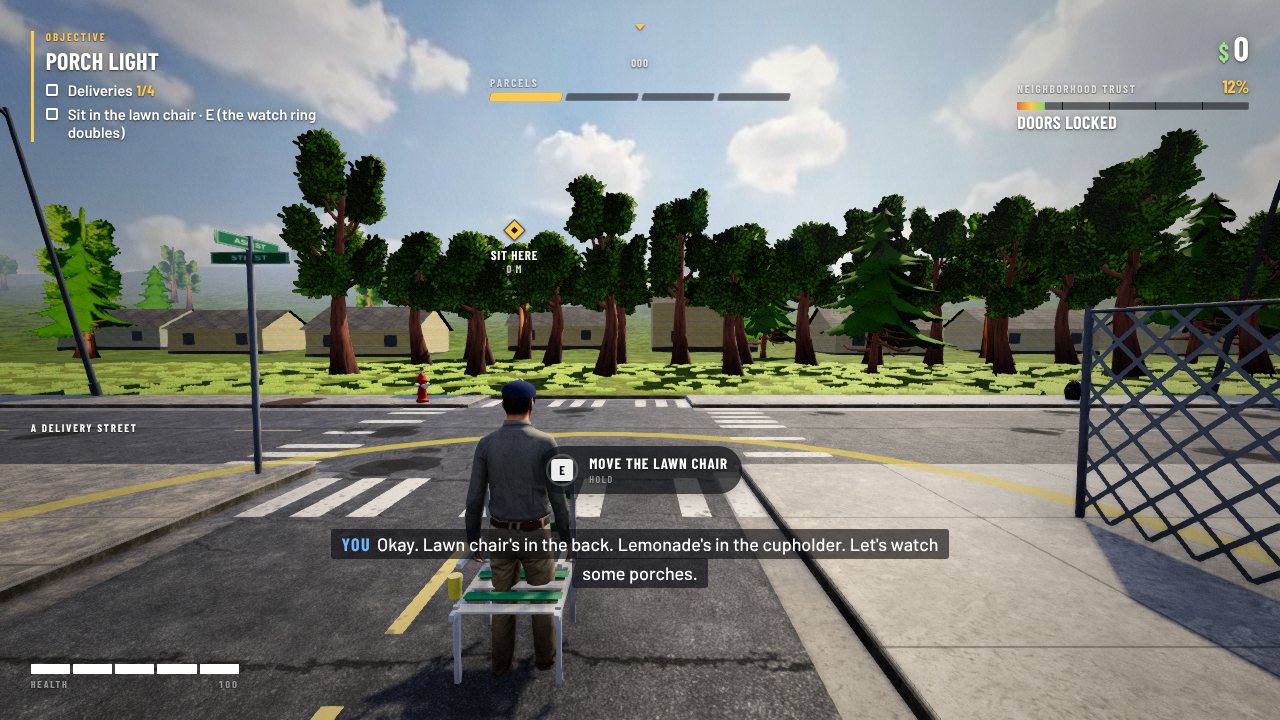 OBJECTIVE
PORCH LIGHT
Deliveries 1/4
Sit in the lawn chair · E (the watch ring
doubles)
000
PARCELS
$0
NEIGHBORHOOD TRUST 12%
DOORS LOCKED
SIT HERE
0 M
A DELIVERY STREET
E MOVE THE LAWN CHAIR
HOLD
YOU Okay. Lawn chair's in the back. Lemonade's in the cupholder. Let's watch
some porches.
HEALTH 100